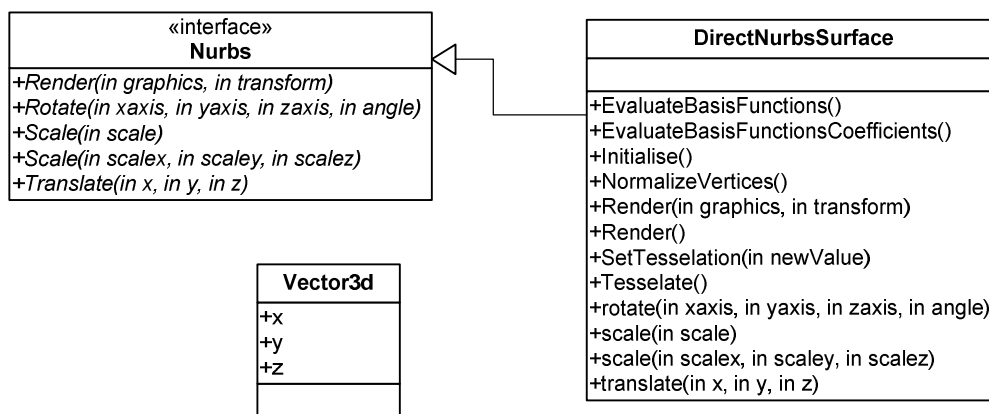 «interface»
Nurbs
+Render(in graphics, in transform)
+Rotate(in xaxis, in yaxis, in zaxis, in angle)
+Scale(in scale)
+Scale(in scalex, in scaley, in scalez)
+Translate(in x, in y, in z)
DirectNurbsSurface
+EvaluateBasisFunctions()
+EvaluateBasisFunctionsCoefficients()
+Initialise()
+NormalizeVertices()
+Render(in graphics, in transform)
+Render()
+SetTesselation(in newValue)
+Tesselate()
+rotate(in xaxis, in yaxis, in zaxis, in angle)
+scale(in scale)
+scale(in scalex, in scaley, in scalez)
+translate(in x, in y, in z)
Vector3d
+x
+y
+z